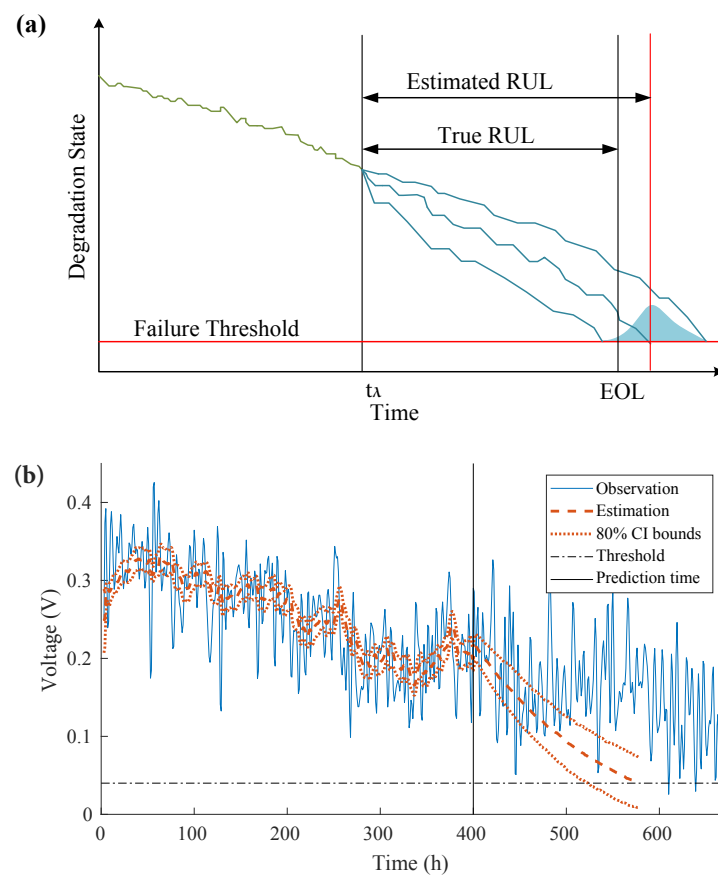 (a)
Estimated RUL
True RUL
Degradation State
Failure Threshold
tλ
EOL
Time
(b)
Observation
Estimation
80% CI bounds
Threshold
Prediction time
0.4
0.3
0.2
0.1
0
Voltage (V)
0 100 200 300 400 500 600
Time (h)